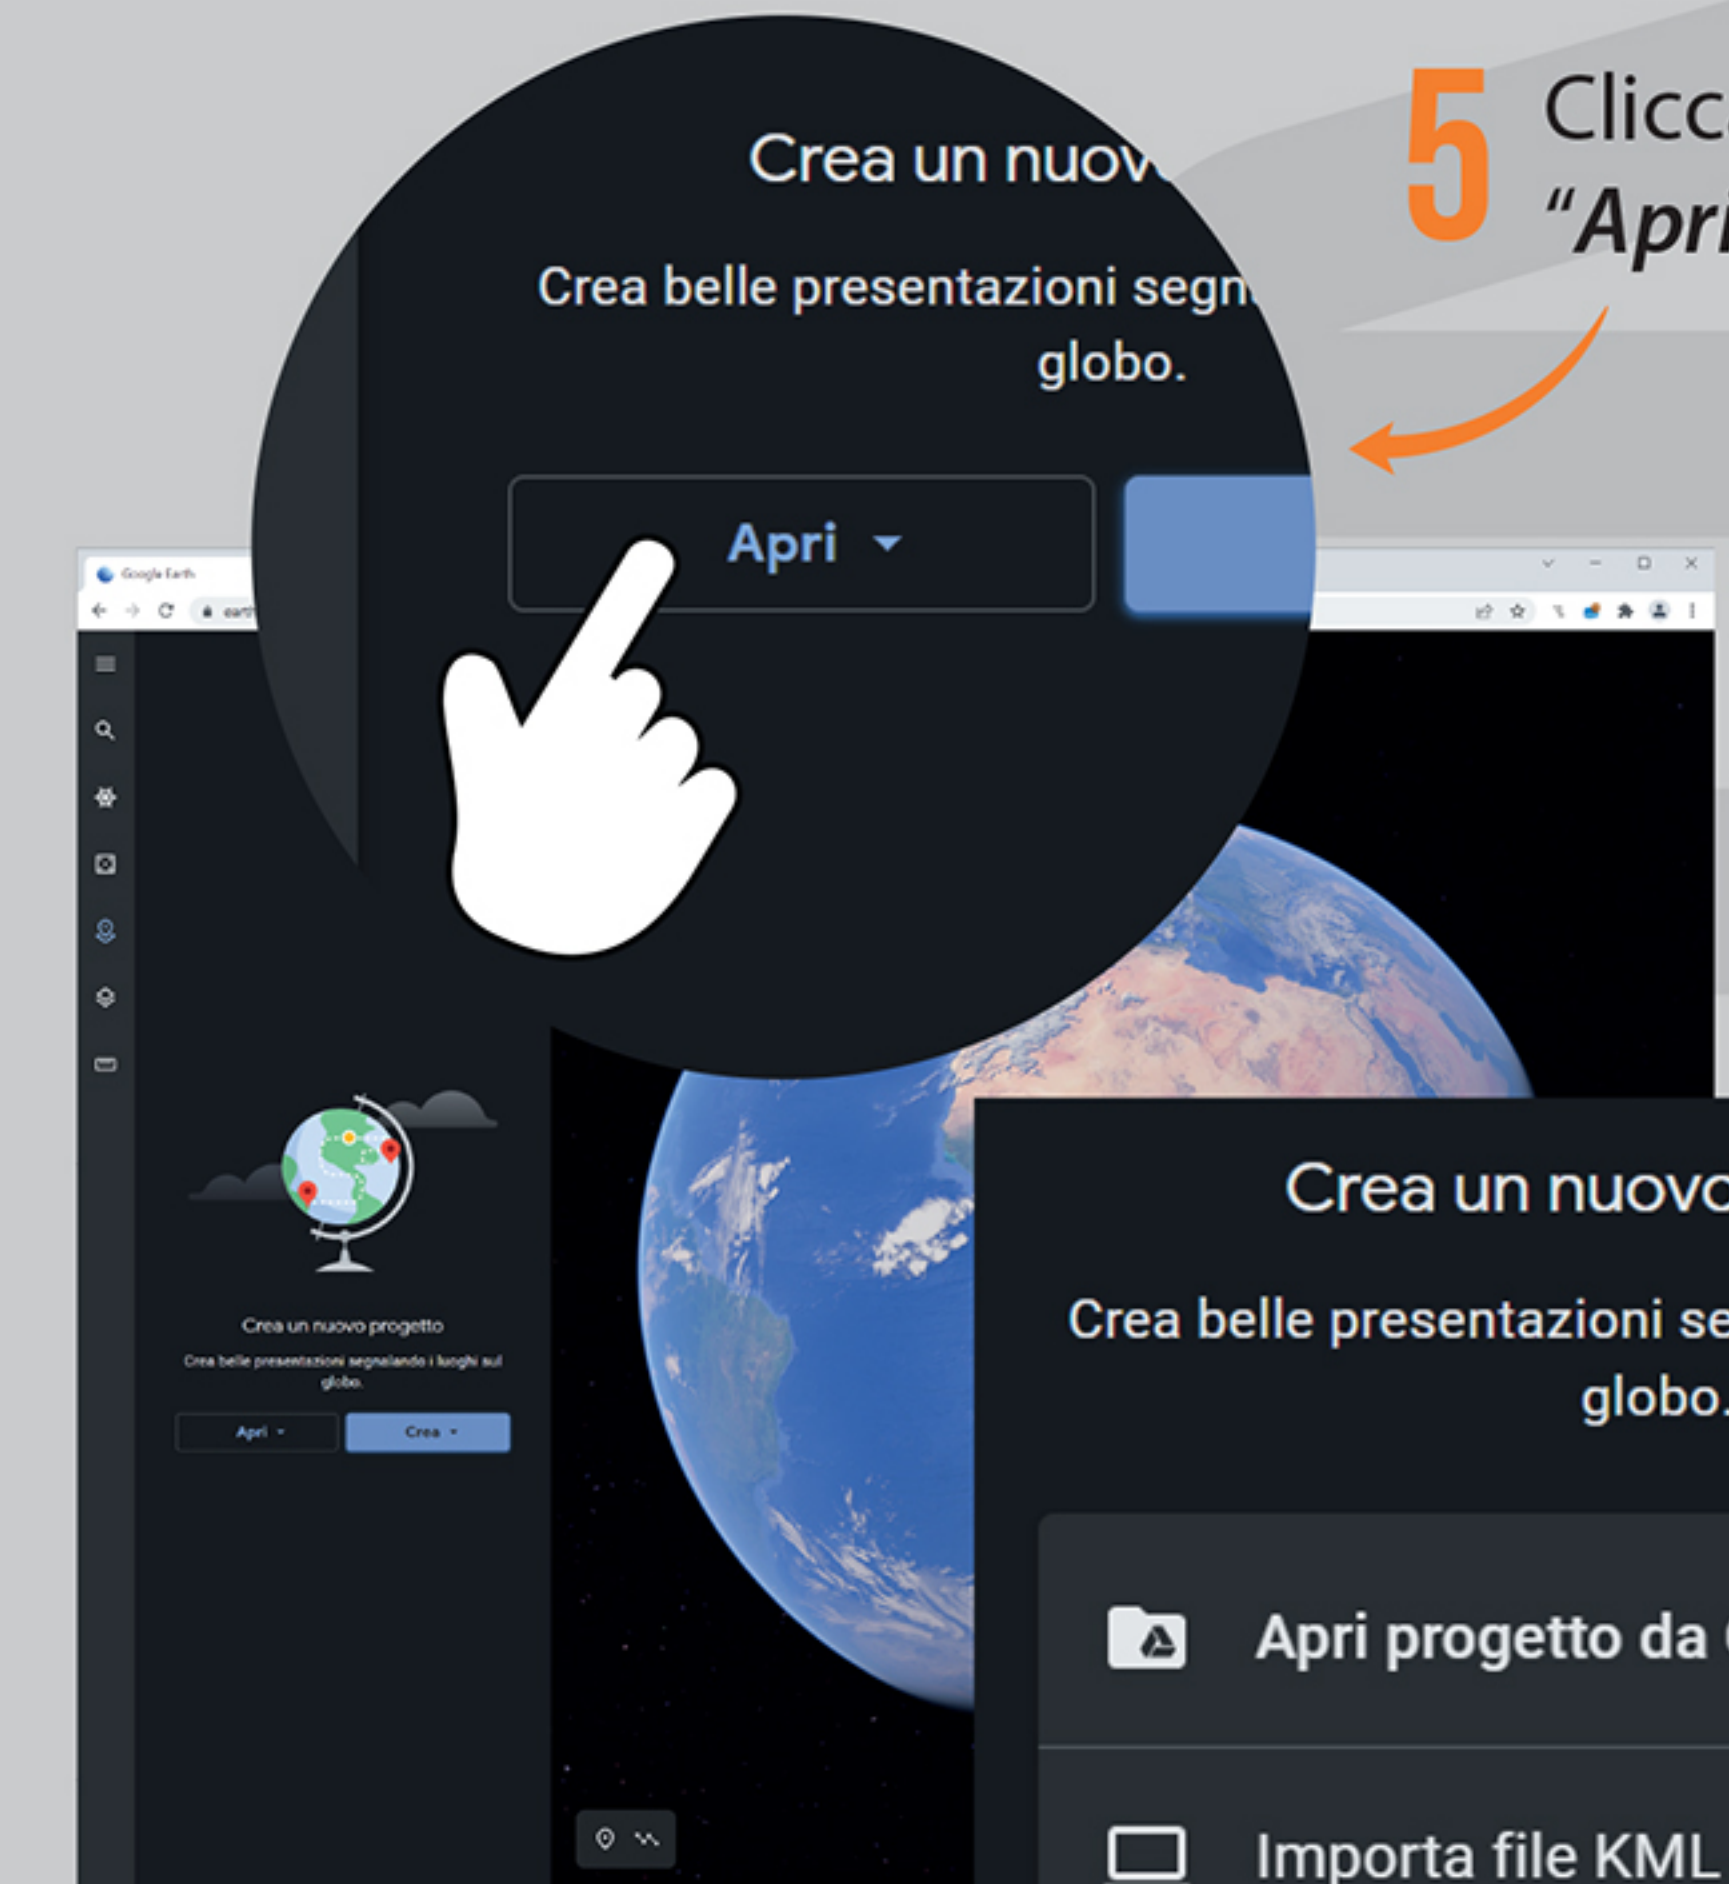 5
Clicca
“Apri
Crea un nuov
Crea belle presentazioni segn
globo.
Apri
Google Earth
earth
Crea un nuovo progetto
Crea belle presentazioni segnalando i luoghi sul
globo.
Apri
Crea
Crea un nuovo
Crea belle presentazioni se
globo.
Apri progetto da
Importa file KML